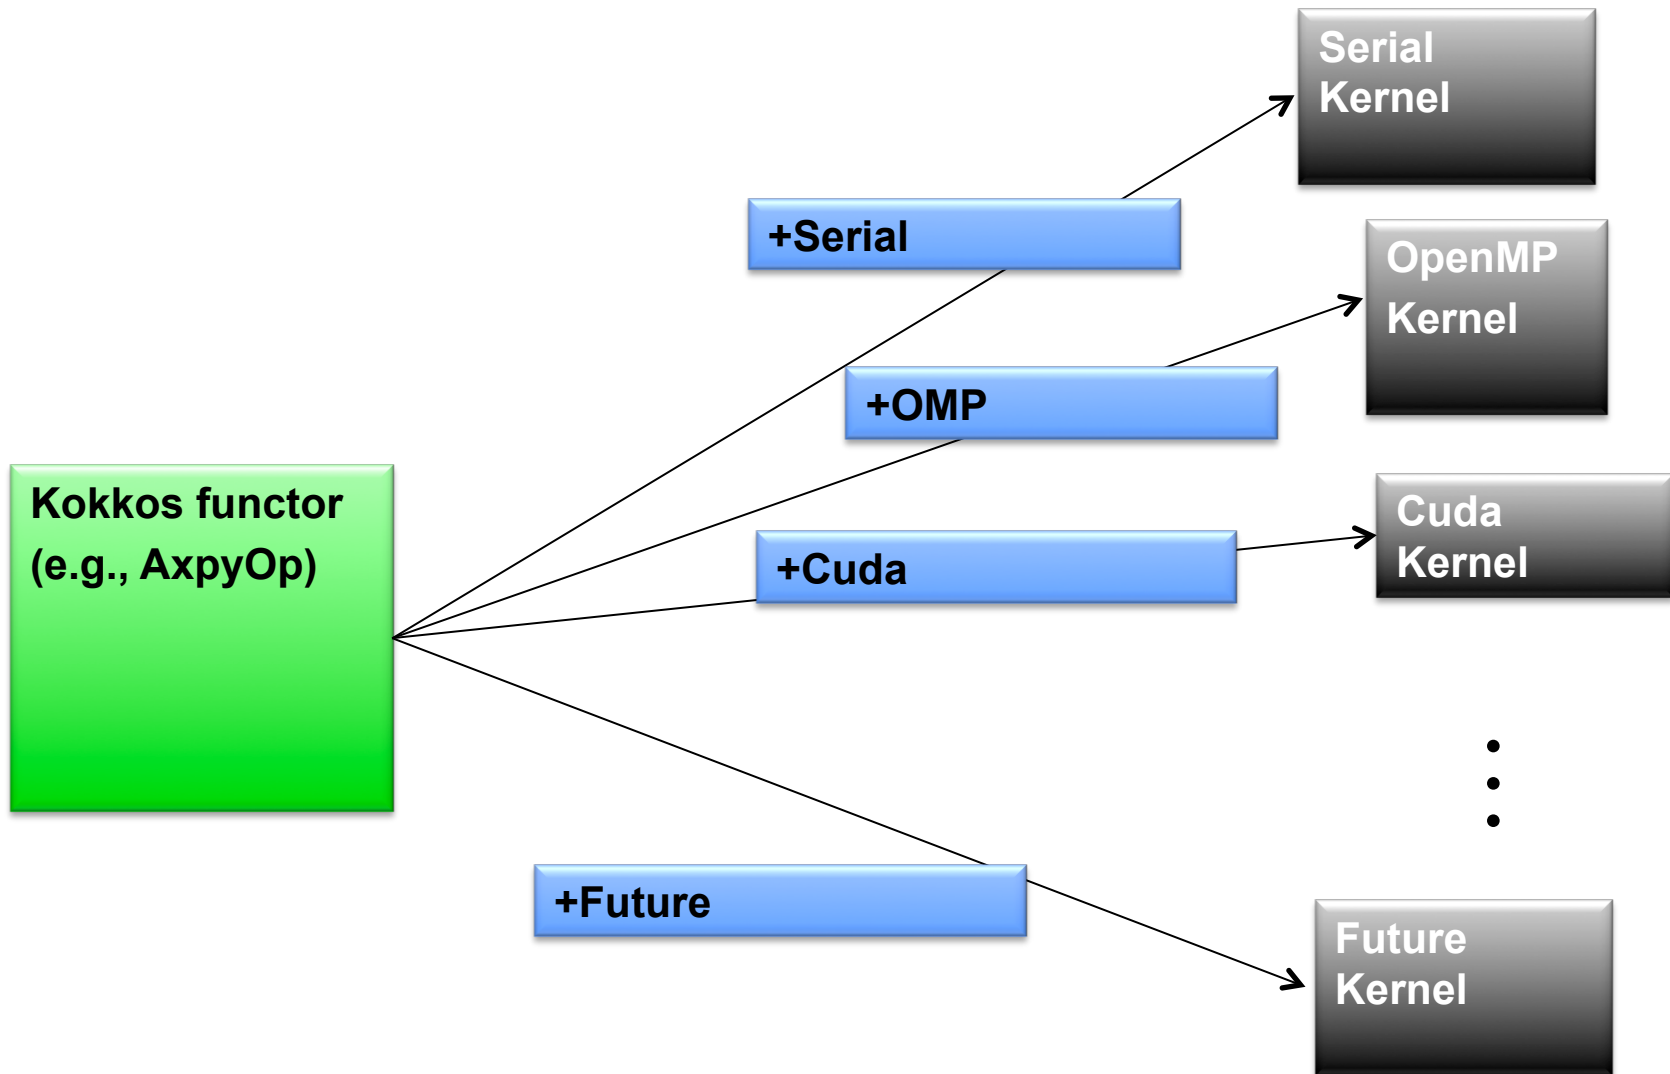 Serial
Kernel
+Serial
OpenMP
Kernel
+OMP
Kokkos functor
(e.g., AxpyOp)
Cuda
Kernel
+Cuda
+Future
Future
Kernel